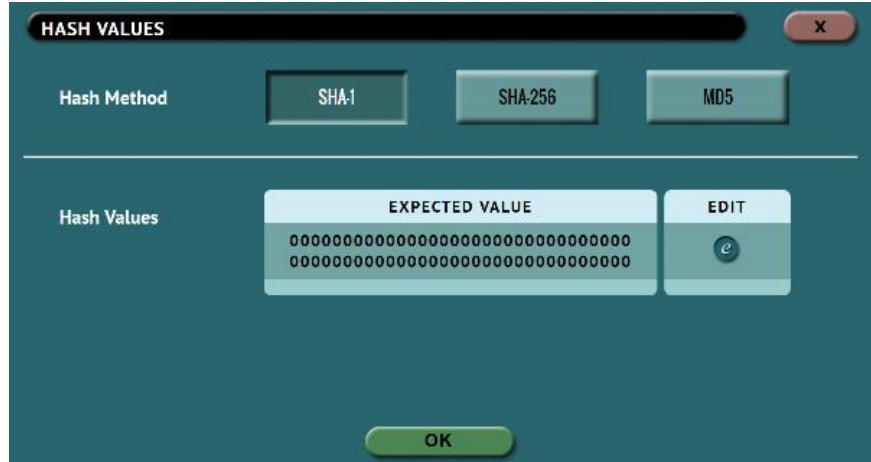 HASH VALUES
X
Hash Method
SHA-1
SHA-256
MD5
Hash Values
EXPECTED VALUE
EDIT
00000000000000000000000000000000
00000000000000000000000000000000
e
OK